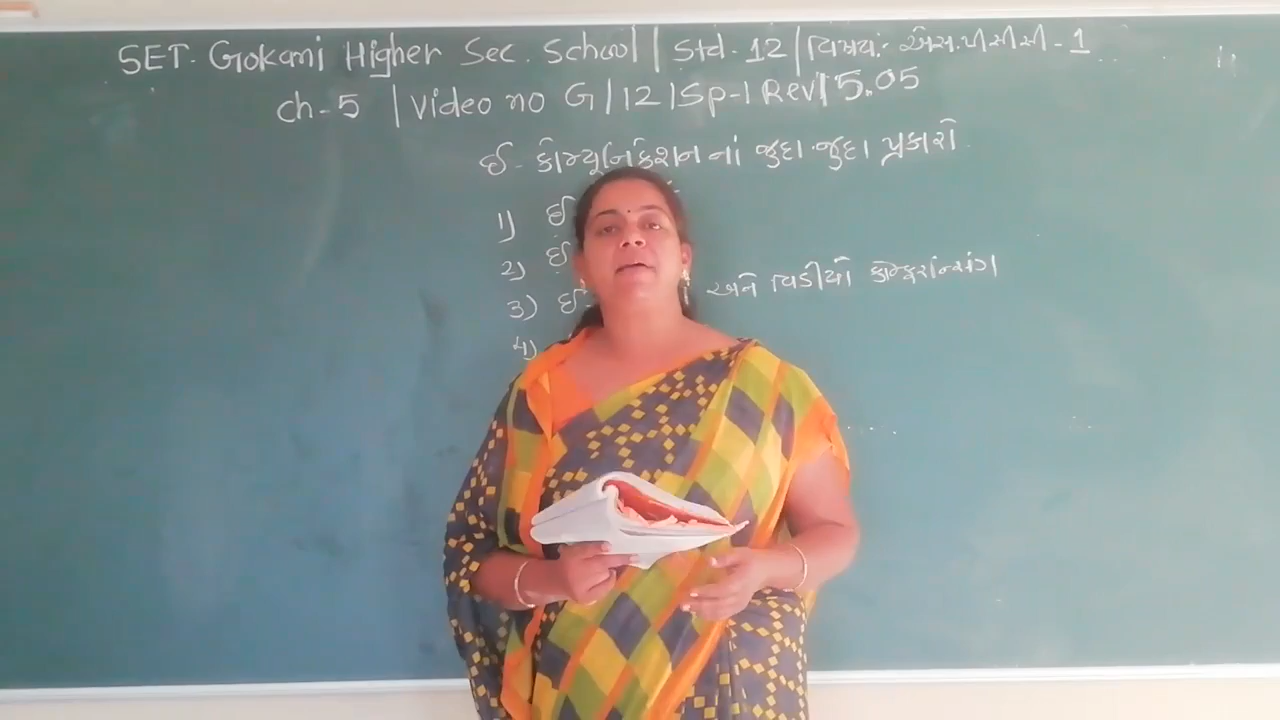 SET. Gokani Higher Sec. School | Std-12 | વિષય:- એસ.પી.સી.સી - 1
ch-5 | Video no G/12/Sp-1 Rev/5.05
ઈ- કોમ્યૂનિકેશનનાં જુદા-જુદા પ્રકારો
1) ઈ
2) ઈ
3) ઈ- અને વિડીયો કોન્ફરન્સિંગ
4)